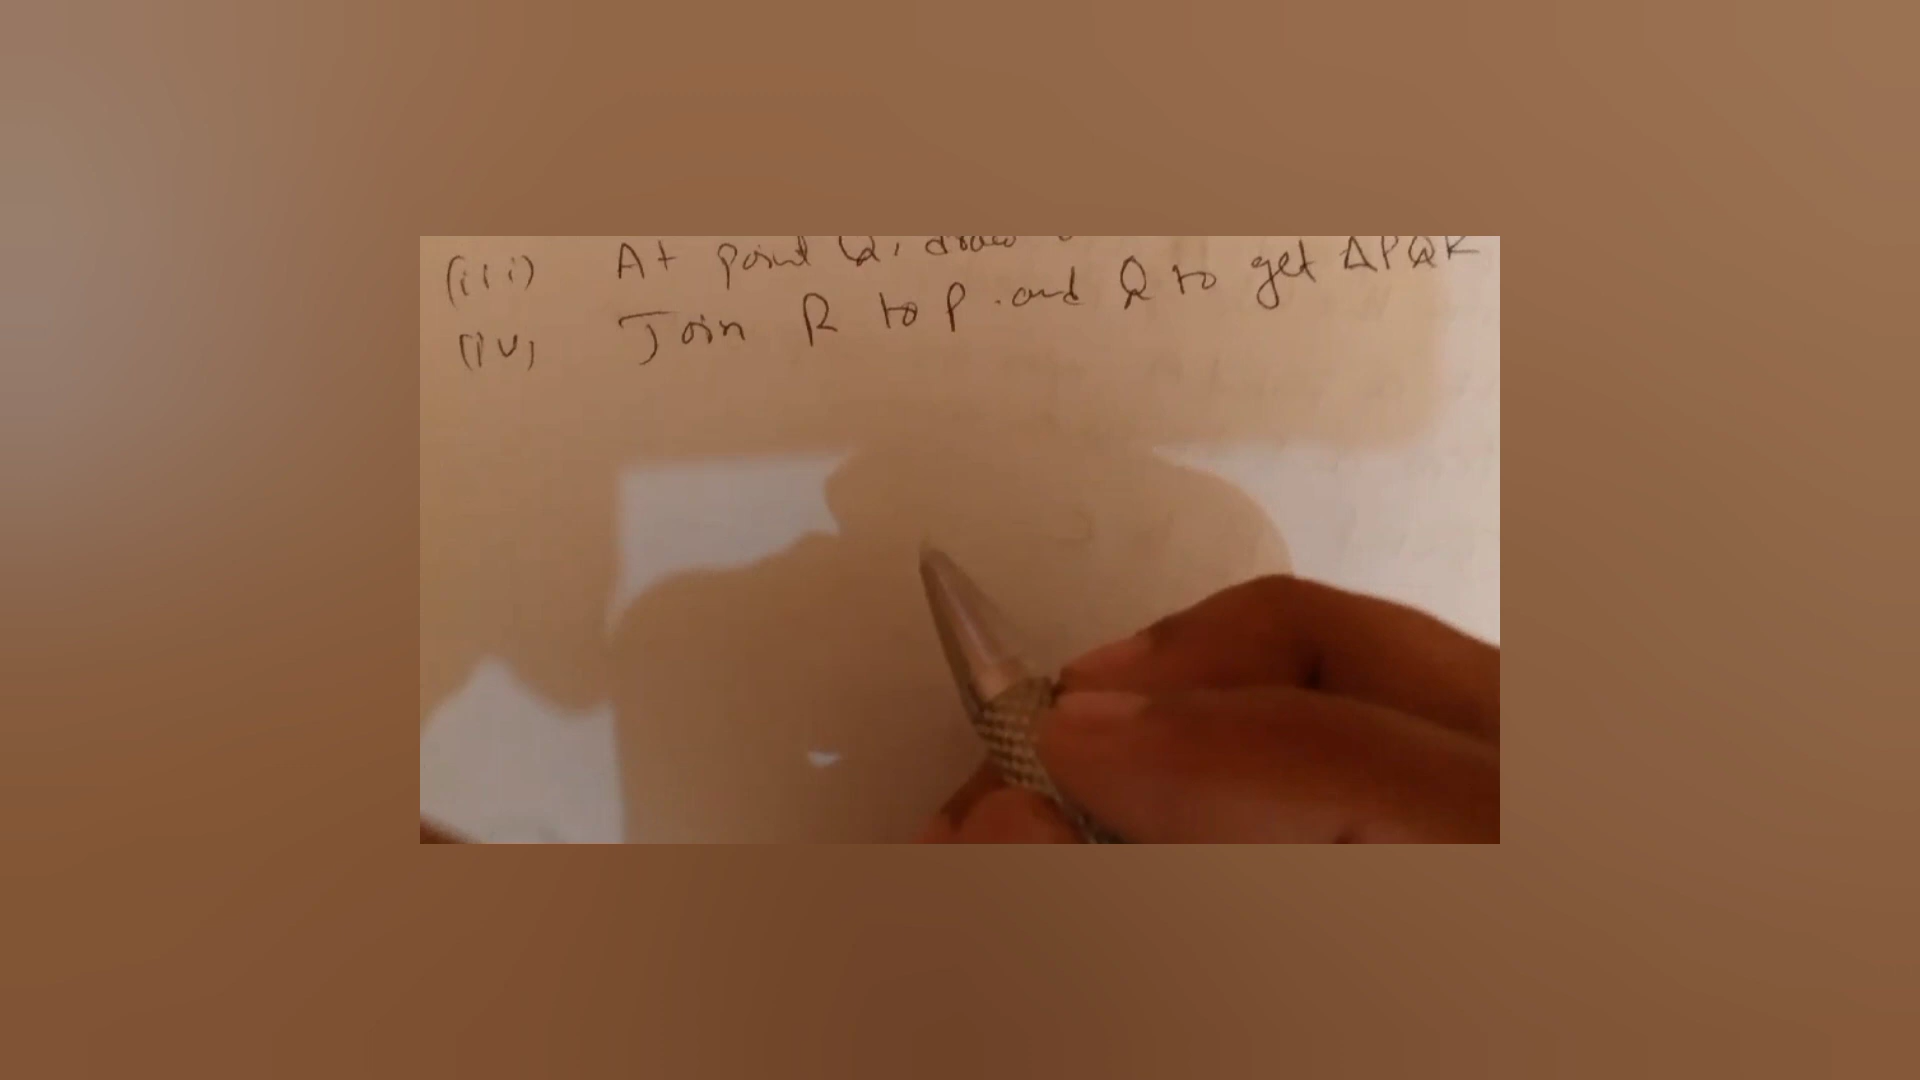 (iii) At point Q, draw
(iv) Join R to P. and Q to get ΔPQR